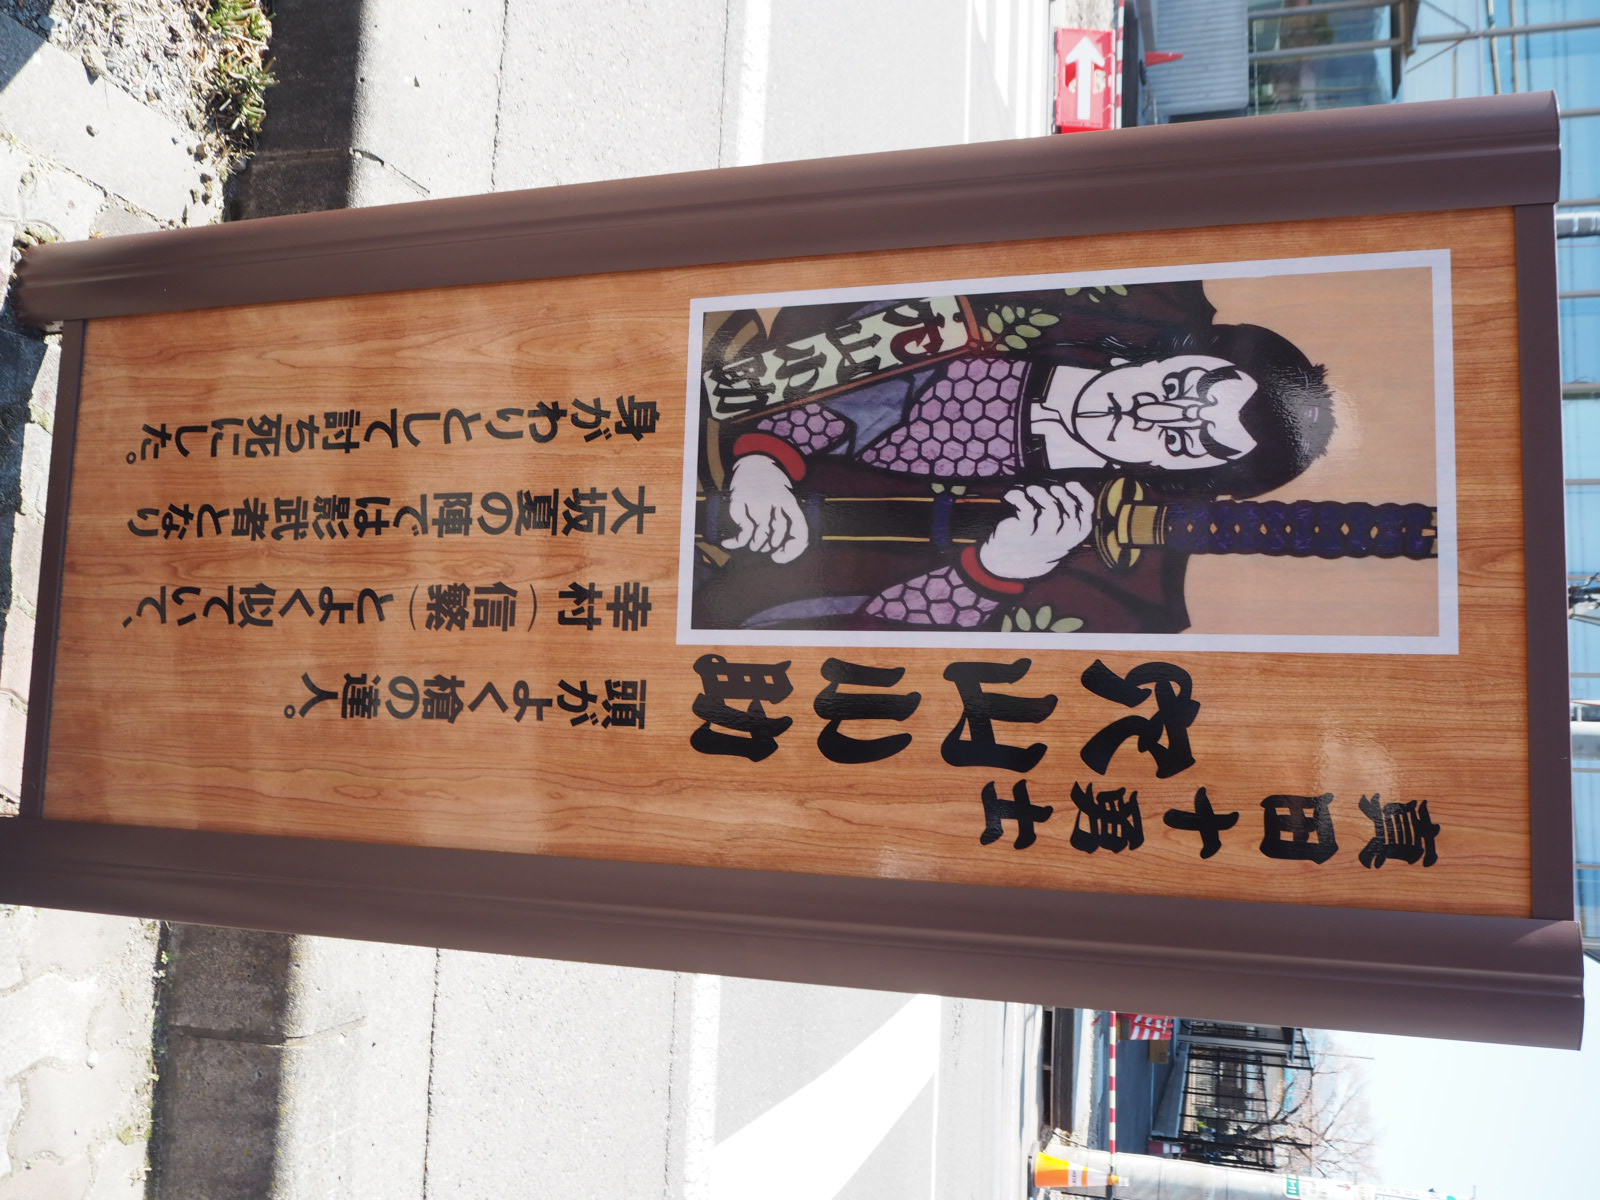 真田十勇士
穴山小助
頭がよく槍の達人。
幸村(信繁)とよく似ていて、
大坂夏の陣では影武者となり
身がわりとして討ち死にした。
穴山小助